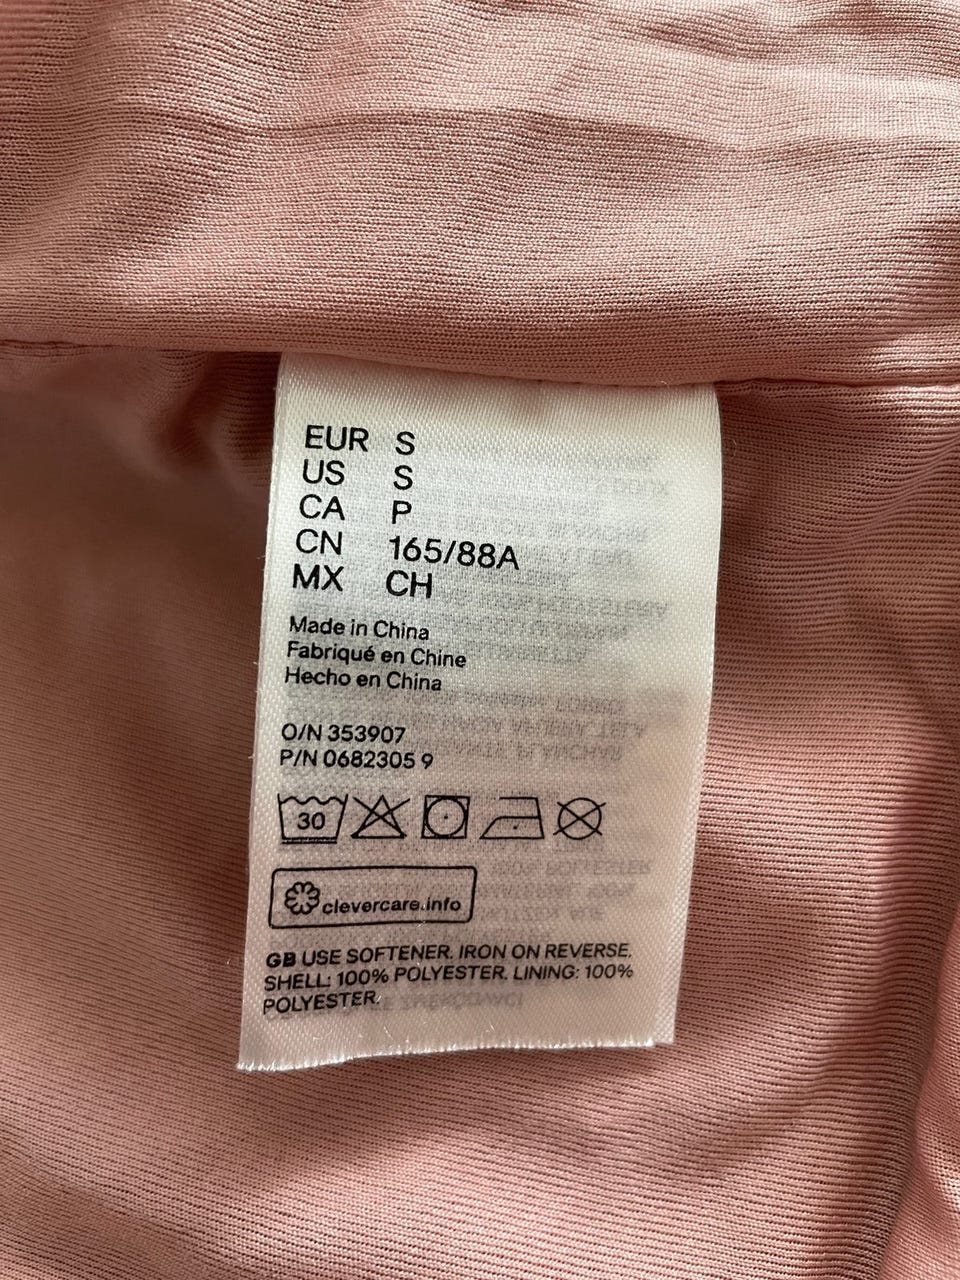 EUR S
US S
CA P
CN 165/88A
MX CH
Made in China
Fabriqué en Chine
Hecho en China
O/N 353907
P/N 0682305 9
30
clevercare.info
GB USE SOFTENER. IRON ON REVERSE.
SHELL: 100% POLYESTER. LINING: 100%
POLYESTER.